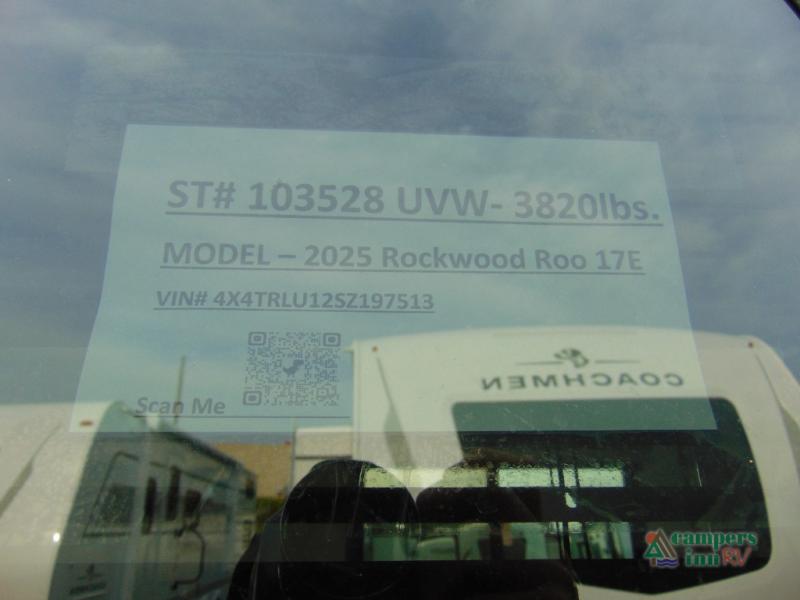 ST# 103528 UVW- 3820lbs.
MODEL – 2025 Rockwood Roo 17E
VIN# 4X4TRLU12SZ197513
Scan Me
COACHMEN
campers
inn RV